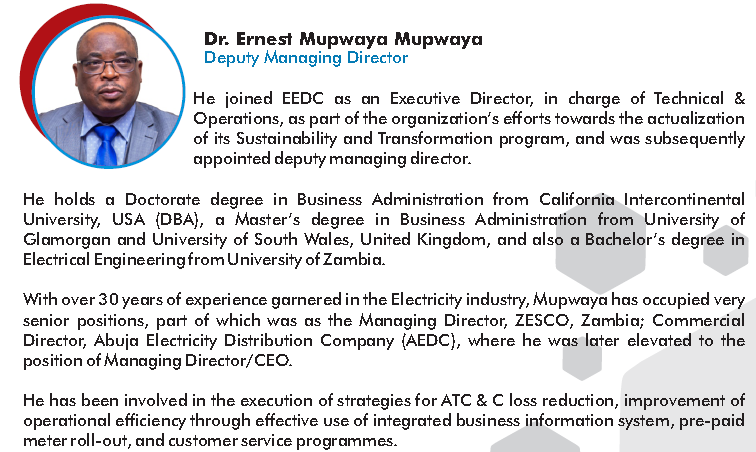 Dr. Ernest Mupwaya Mupwaya
Deputy Managing Director
He joined EEDC as an Executive Director, in charge of Technical &
Operations, as part of the organization's efforts towards the actualization
of its Sustainability and Transformation program, and was subsequently
appointed deputy managing director.
He holds a Doctorate degree in Business Administration from California Intercontinental
University, USA (DBA), a Master's degree in Business Administration from University of
Glamorgan and University of South Wales, United Kingdom, and also a Bachelor's degree in
Electrical Engineering from University of Zambia.
With over 30 years of experience garnered in the Electricity industry, Mupwaya has occupied very
senior positions, part of which was as the Managing Director, ZESCO, Zambia; Commercial
Director, Abuja Electricity Distribution Company (AEDC), where he was later elevated to the
position of Managing Director/CEO.
He has been involved in the execution of strategies for ATC & C loss reduction, improvement of
operational efficiency through effective use of integrated business information system, pre-paid
meter roll-out, and customer service programmes.